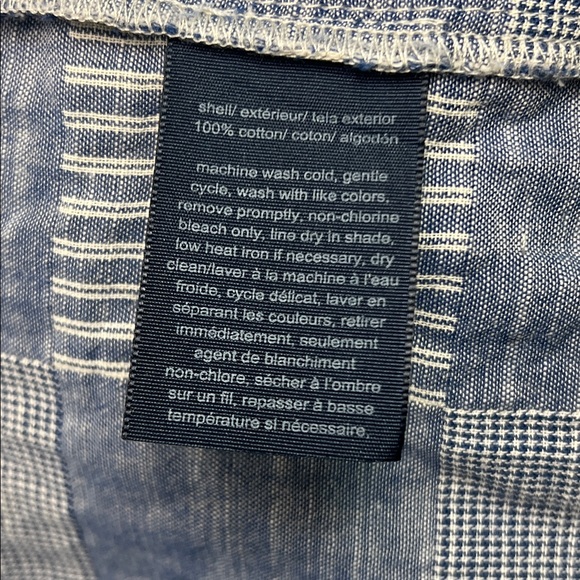 shell/ extérieur/ tela exterior
100% cotton/ coton/ algodón
machine wash cold, gentle
cycle, wash with like colors,
remove promptly, non-chlorine
bleach only, line dry in shade,
low heat iron if necessary, dry
clean/laver à la machine à l'eau
froide, cycle délicat, laver en
séparant les couleurs, retirer
immédiatement, seulement
agent de blanchiment
non-chlore, sécher à l'ombre
sur un fil, repasser à basse
température si nécessaire,